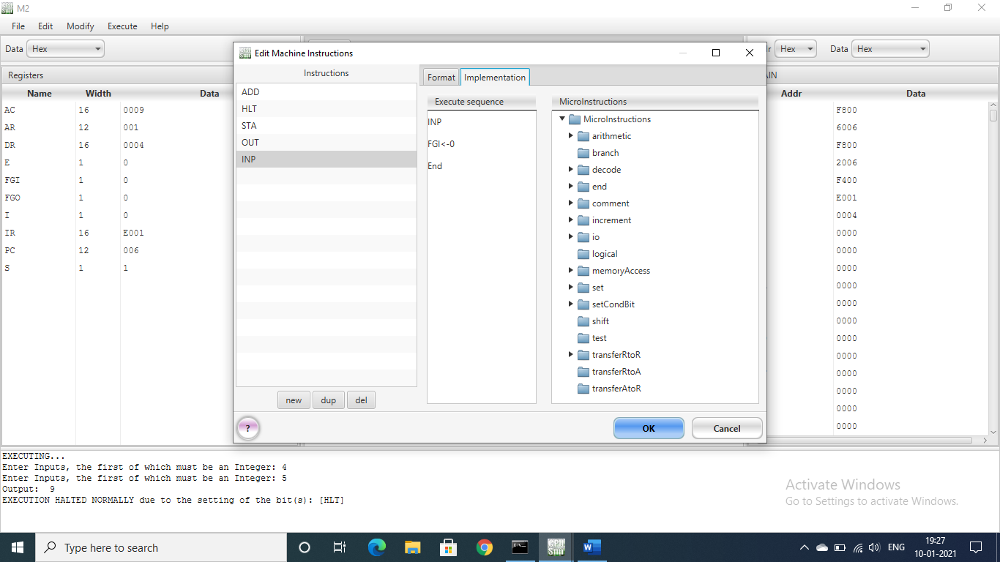 M2
File Edit Modify Execute Help
Data Hex
Hex Data Hex
Registers
Name Width Data
AC 16 0009
AR 12 001
DR 16 0004
E 1 0
FGI 1 0
FGO 1 0
I 1 0
IR 16 E001
PC 12 006
S 1 1
Edit Machine Instructions
Instructions
ADD
HLT
STA
OUT
INP
new dup del
Format Implementation
Execute sequence
INP
FGI<-0
End
MicroInstructions
MicroInstructions
arithmetic
branch
decode
end
comment
increment
io
logical
memoryAccess
set
setCondBit
shift
test
transferRtoR
transferRtoA
transferAtoR
?
OK Cancel
Addr Data
F800
6006
F800
2006
F400
E001
0004
0000
0000
0000
0000
0000
0000
0000
0000
0000
0000
0000
0000
EXECUTING...
Enter Inputs, the first of which must be an Integer: 4
Enter Inputs, the first of which must be an Integer: 5
Output: 9
EXECUTION HALTED NORMALLY due to the setting of the bit(s): [HLT]
Activate Windows
Go to Settings to activate Windows.
Type here to search
ENG
19:27
10-01-2021